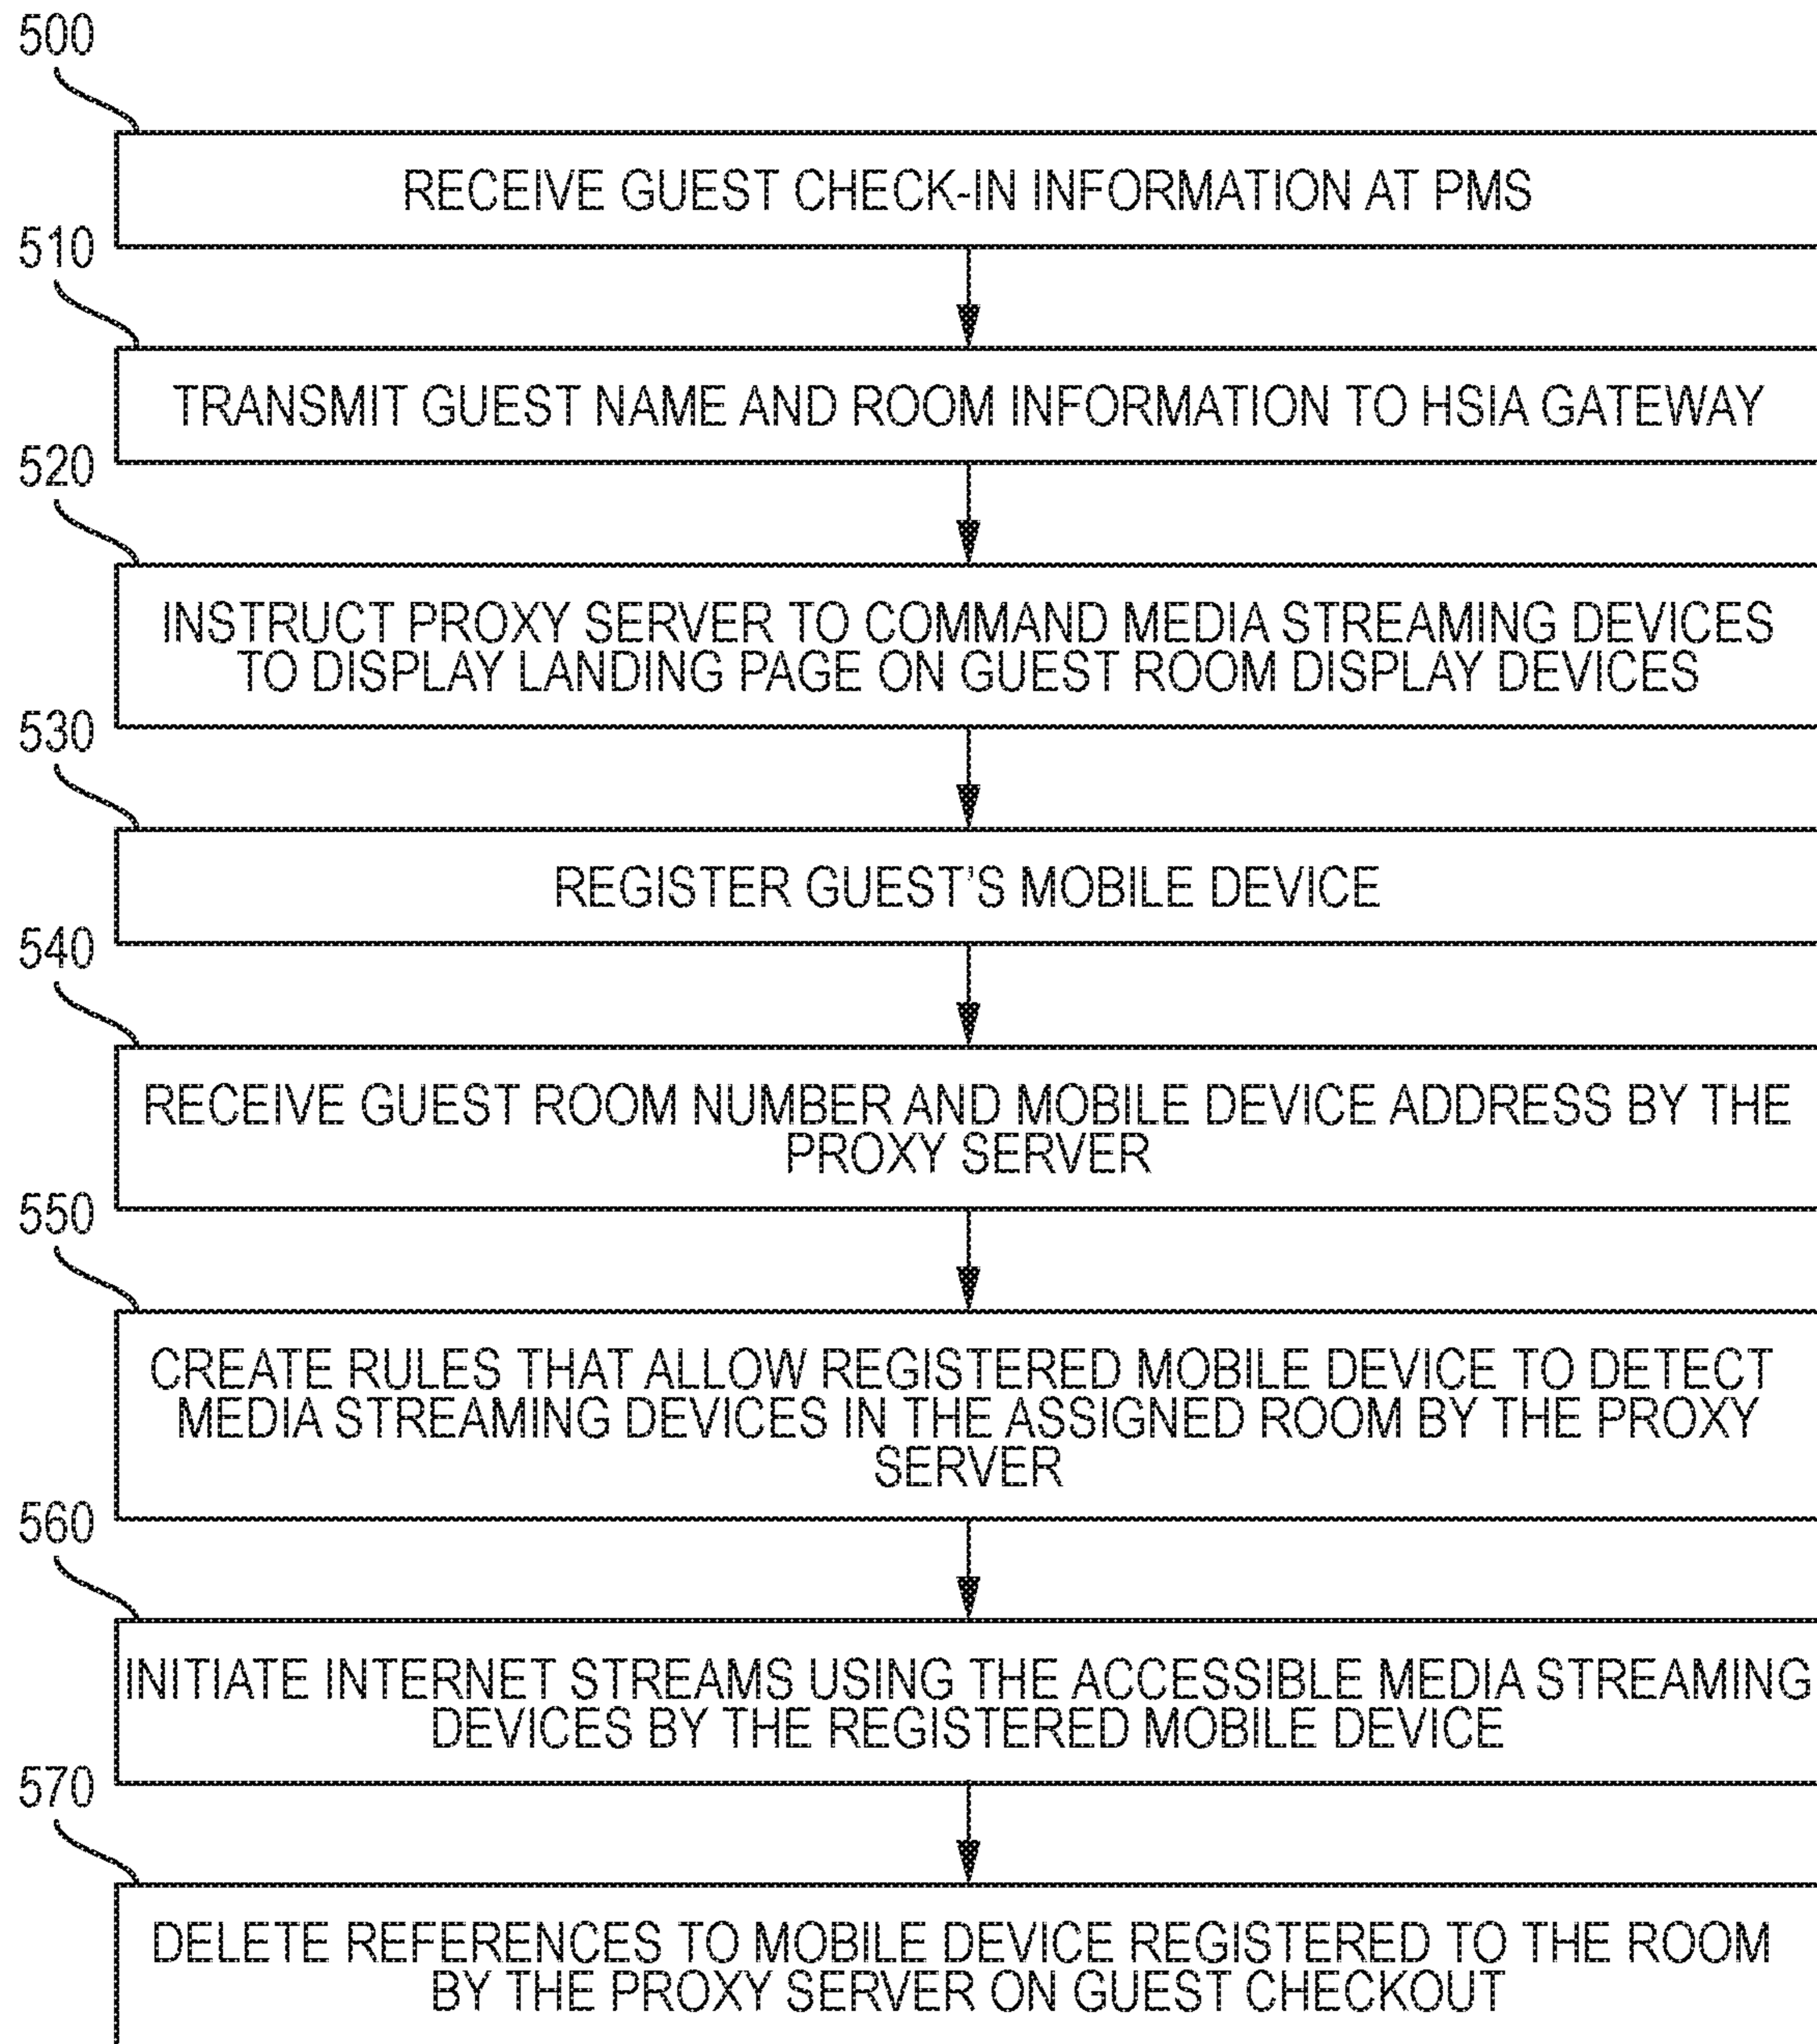 500
RECEIVE GUEST CHECK-IN INFORMATION AT PMS
510
TRANSMIT GUEST NAME AND ROOM INFORMATION TO HSIA GATEWAY
520
INSTRUCT PROXY SERVER TO COMMAND MEDIA STREAMING DEVICES
TO DISPLAY LANDING PAGE ON GUEST ROOM DISPLAY DEVICES
530
REGISTER GUEST'S MOBILE DEVICE
540
RECEIVE GUEST ROOM NUMBER AND MOBILE DEVICE ADDRESS BY THE
PROXY SERVER
550
CREATE RULES THAT ALLOW REGISTERED MOBILE DEVICE TO DETECT
MEDIA STREAMING DEVICES IN THE ASSIGNED ROOM BY THE PROXY
SERVER
560
INITIATE INTERNET STREAMS USING THE ACCESSIBLE MEDIA STREAMING
DEVICES BY THE REGISTERED MOBILE DEVICE
570
DELETE REFERENCES TO MOBILE DEVICE REGISTERED TO THE ROOM
BY THE PROXY SERVER ON GUEST CHECKOUT